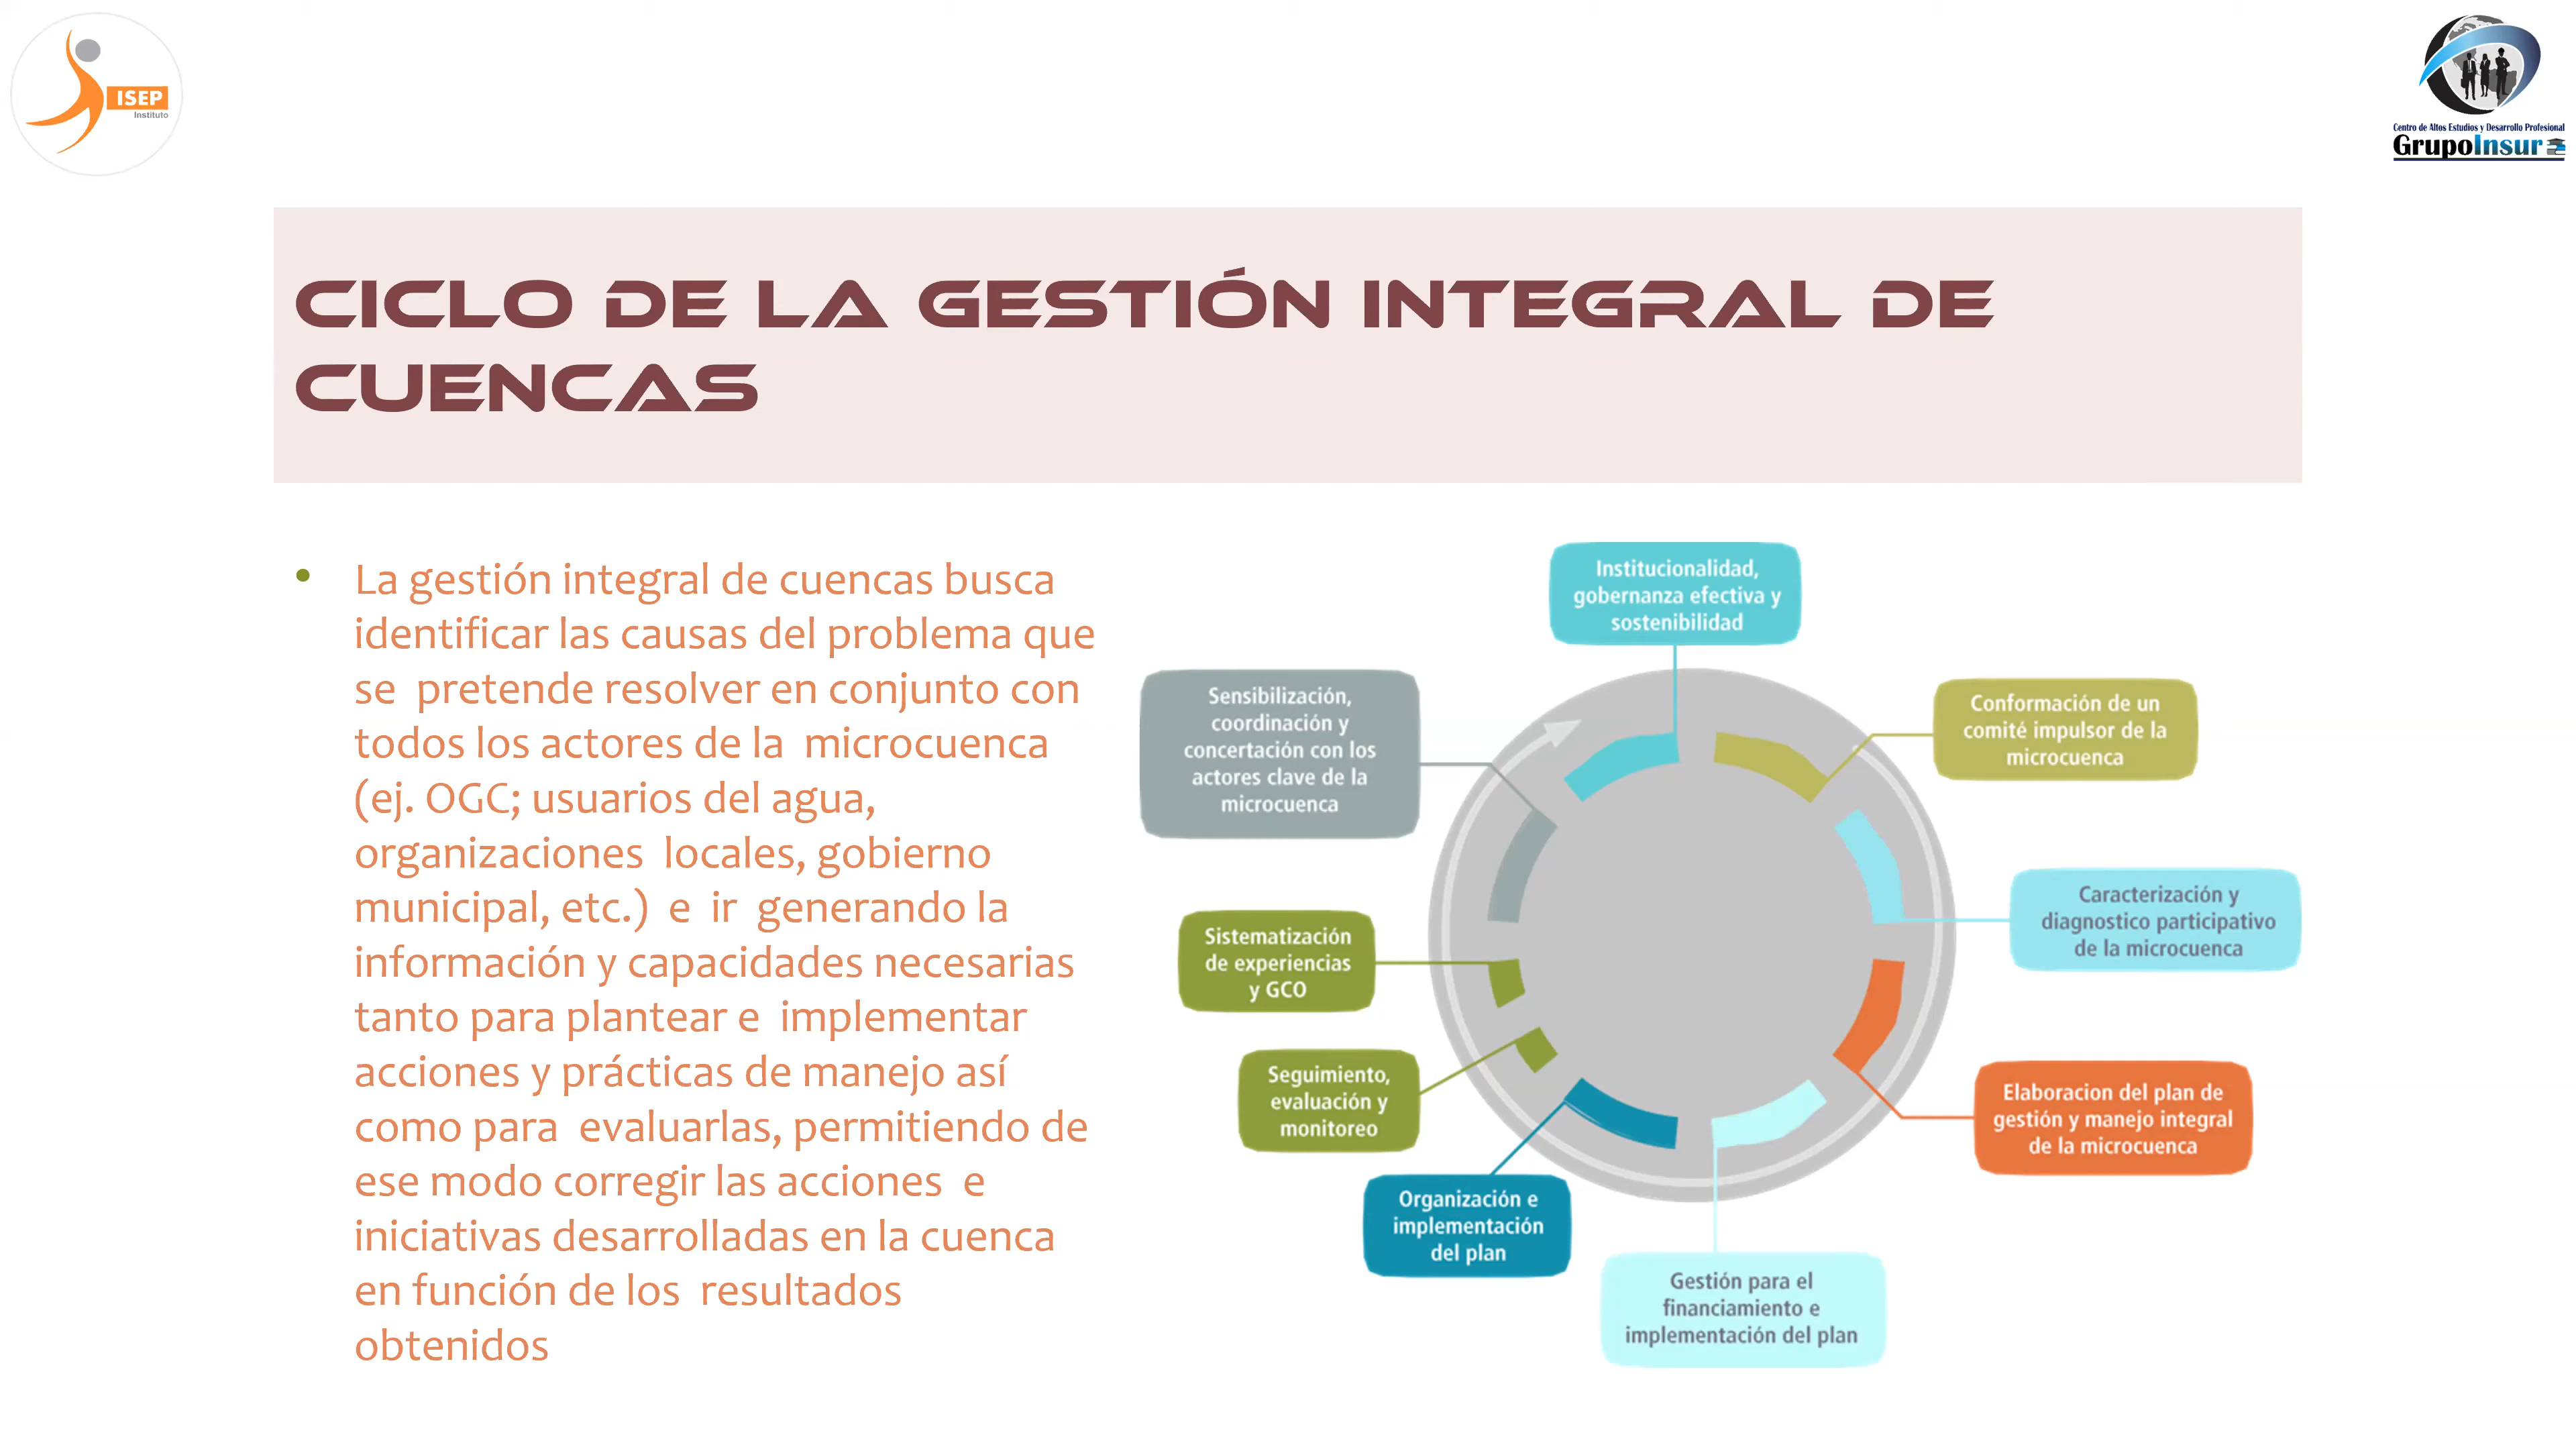 ISEP
Instituto
Centro de Altos Estudios y Desarrollo Profesional
GrupoInsur
CICLO DE LA GESTIÓN INTEGRAL DE
CUENCAS
• La gestión integral de cuencas busca
identificar las causas del problema que
se pretende resolver en conjunto con
todos los actores de la microcuenca
(ej. OGC; usuarios del agua,
organizaciones locales, gobierno
municipal, etc.) e ir generando la
información y capacidades necesarias
tanto para plantear e implementar
acciones y prácticas de manejo así
como para evaluarlas, permitiendo de
ese modo corregir las acciones e
iniciativas desarrolladas en la cuenca
en función de los resultados
obtenidos
Institucionalidad,
gobernanza efectiva y
sostenibilidad
Conformación de un
comité impulsor de la
microcuenca
Caracterización y
diagnostico participativo
de la microcuenca
Elaboracion del plan de
gestión y manejo integral
de la microcuenca
Gestión para el
financiamiento e
implementación del plan
Organización e
implementación
del plan
Seguimiento,
evaluación y
monitoreo
Sistematización
de experiencias
y GCO
Sensibilización,
coordinación y
concertación con los
actores clave de la
microcuenca